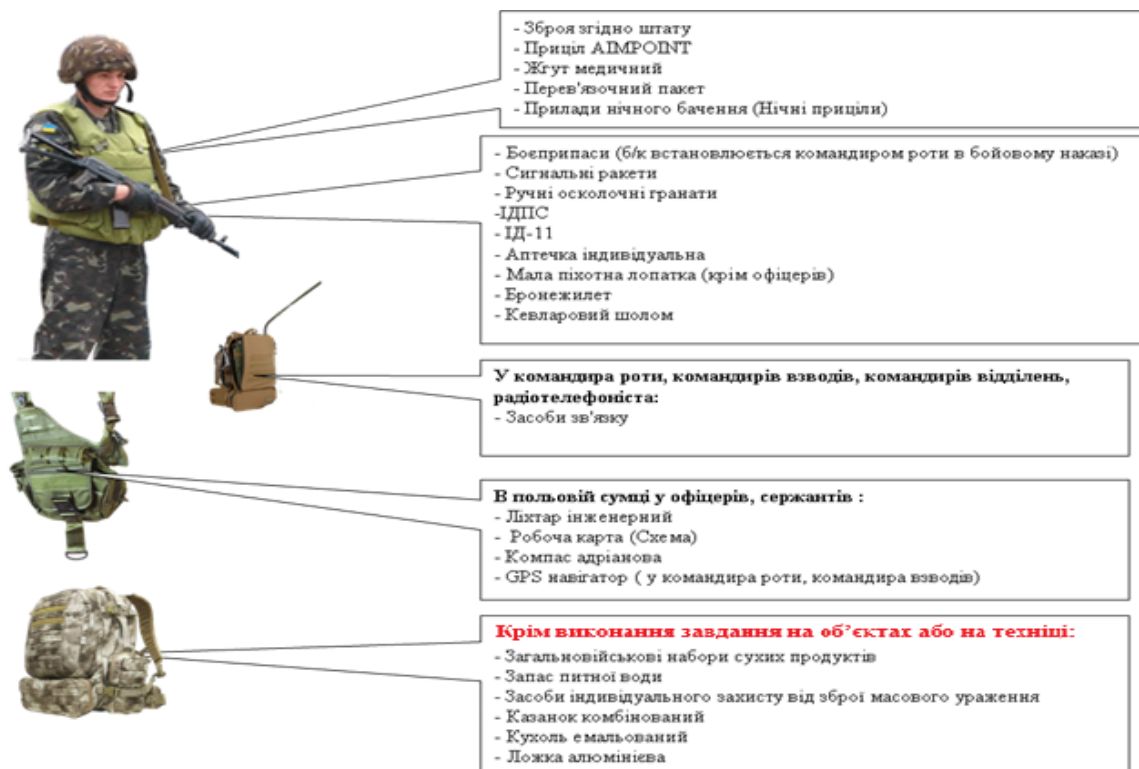 - Зброя згідно штату
- Приціл AIMPOINT
- Жгут медичний
- Перев'язочний пакет
- Прилади нічного бачення (Нічні приціли)
- Боєприпаси (б/к встановлюється командиром роти в бойовому наказі)
- Сигнальні ракети
- Ручні осколочні гранати
-ІДПС
- ІД-11
- Аптечка індивідуальна
- Мала піхотна лопатка (крім офіцерів)
- Бронежилет
- Кевларовий шолом
У командира роти, командирів взводів, командирів відділень,
радіотелефоніста:
- Засоби зв'язку
В польовій сумці у офіцерів, сержантів :
- Ліхтар інженерний
- Робоча карта (Схема)
- Компас адріанова
- GPS навігатор ( у командира роти, командира взводів)
Крім виконання завдання на об’єктах або на техніці:
- Загальновійськові набори сухих продуктів
- Запас питної води
- Засоби індивідуального захисту від зброї масового ураження
- Казанок комбінований
- Кухоль емальований
- Ложка алюмінієва